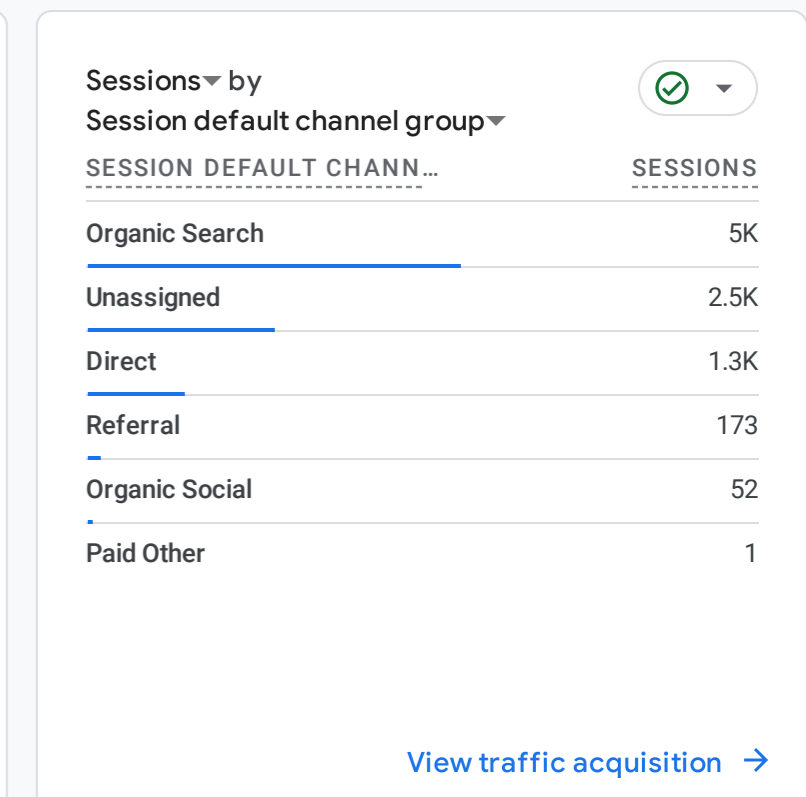 Sessions by
Session default channel group
SESSION DEFAULT CHANN… SESSIONS
Organic Search 5K
Unassigned 2.5K
Direct 1.3K
Referral 173
Organic Social 52
Paid Other 1
View traffic acquisition